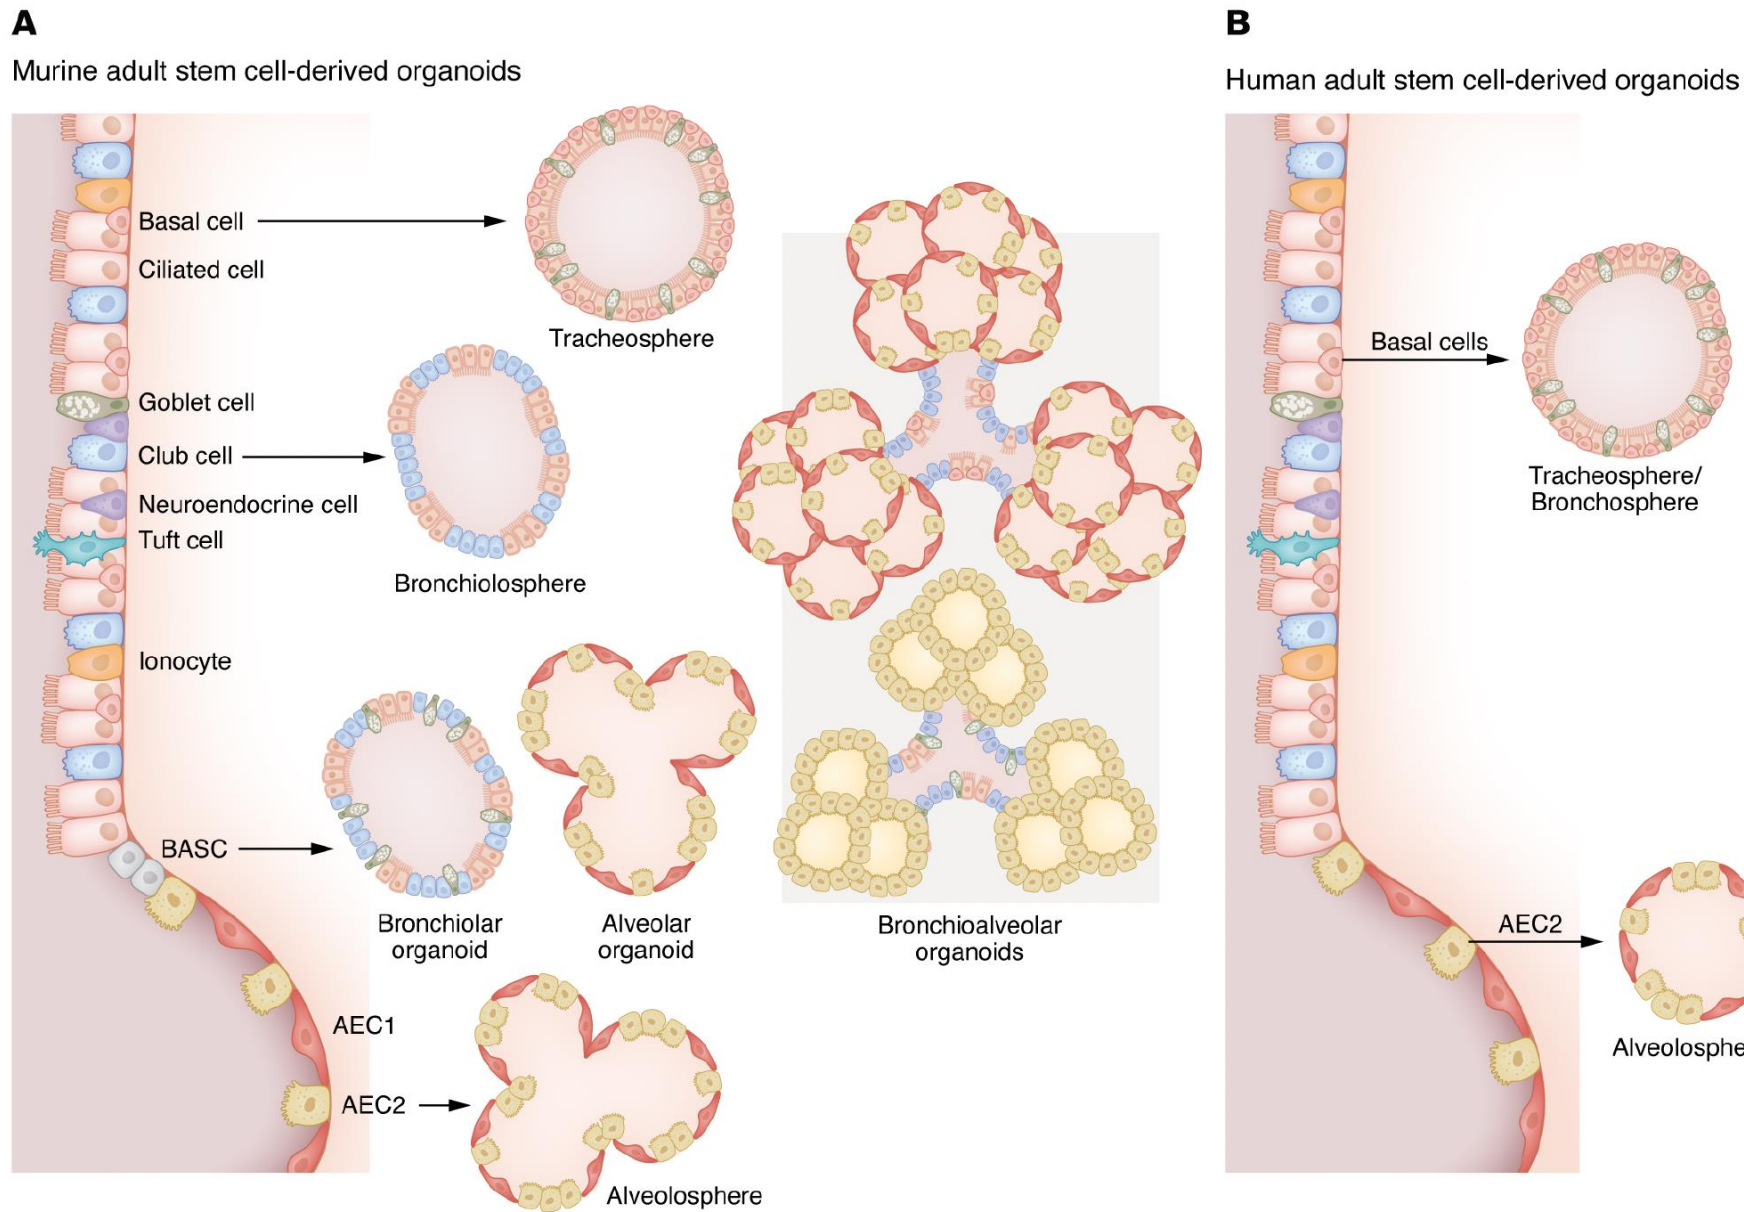 A
Murine adult stem cell-derived organoids
Basal cell
Ciliated cell
Tracheosphere
Goblet cell
Club cell
Neuroendocrine cell
Tuft cell
Bronchiolosphere
Ionocyte
BASC
Bronchiolar
organoid
Alveolar
organoid
Bronchioalveolar
organoids
AEC1
AEC2
Alveolosphere
B
Human adult stem cell-derived organoids
Basal cells
Tracheosphere/
Bronchosphere
AEC2
Alveolosphe